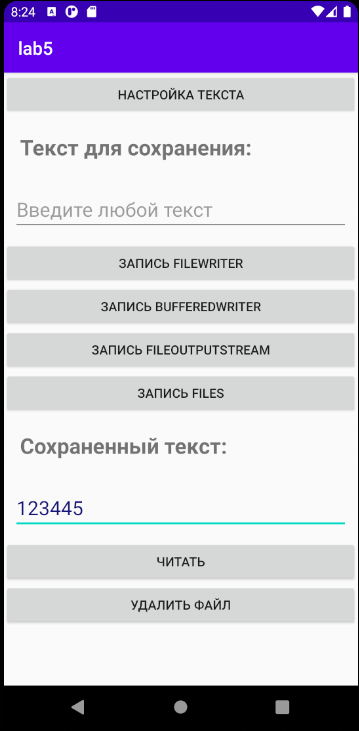 8:24
lab5
НАСТРОЙКА ТЕКСТА
Текст для сохранения:
Введите любой текст
ЗАПИСЬ FILEWRITER
ЗАПИСЬ BUFFEREDWRITER
ЗАПИСЬ FILEOUTPUTSTREAM
ЗАПИСЬ FILES
Сохраненный текст:
123445
ЧИТАТЬ
УДАЛИТЬ ФАЙЛ